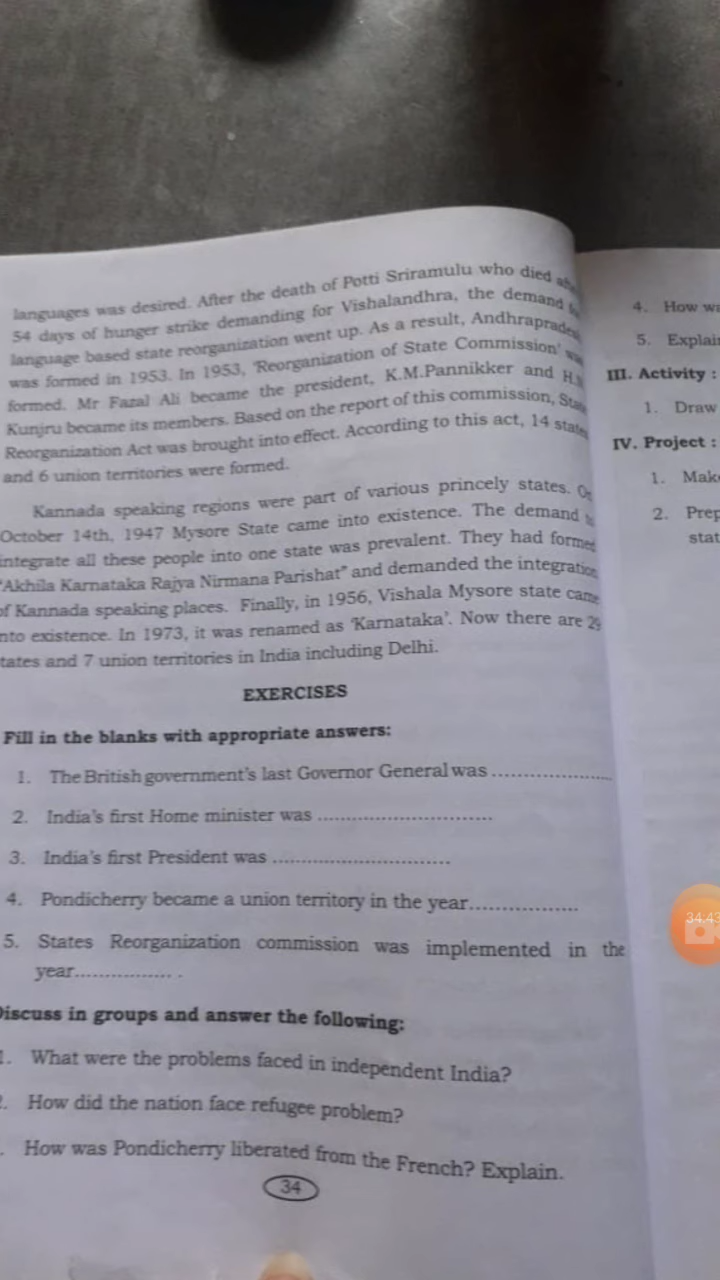 languages was desired. After the death of Potti Sriramulu who died
54 days of hunger strike demanding for Vishalandhra, the demand
language based state reorganization went up. As a result, Andhraprades
was formed in 1953. In 1953, 'Reorganization of State Commission'
formed. Mr Fazal Ali became the president, K.M.Pannikker and H.
Kunjru became its members. Based on the report of this commission, State
Reorganization Act was brought into effect. According to this act, 14 states
and 6 union territories were formed.
Kannada speaking regions were part of various princely states. On
October 14th, 1947 Mysore State came into existence. The demand
integrate all these people into one state was prevalent. They had formed
"Akhila Karnataka Rajya Nirmana Parishat" and demanded the integration
of Kannada speaking places. Finally, in 1956, Vishala Mysore state came
nto existence. In 1973, it was renamed as 'Karnataka'. Now there are 29
tates and 7 union territories in India including Delhi.
EXERCISES
Fill in the blanks with appropriate answers:
1. The British government's last Governor General was ......................
2. India's first Home minister was ................................
3. India's first President was ................................
4. Pondicherry became a union territory in the year....................
5. States Reorganization commission was implemented in the
year.................. .
Discuss in groups and answer the following:
1. What were the problems faced in independent India?
. How did the nation face refugee problem?
. How was Pondicherry liberated from the French? Explain.
34
4. How
5. Explai
III. Activity :
1. Draw
IV. Project :
1. Mak
2. Prep
stat
34:43